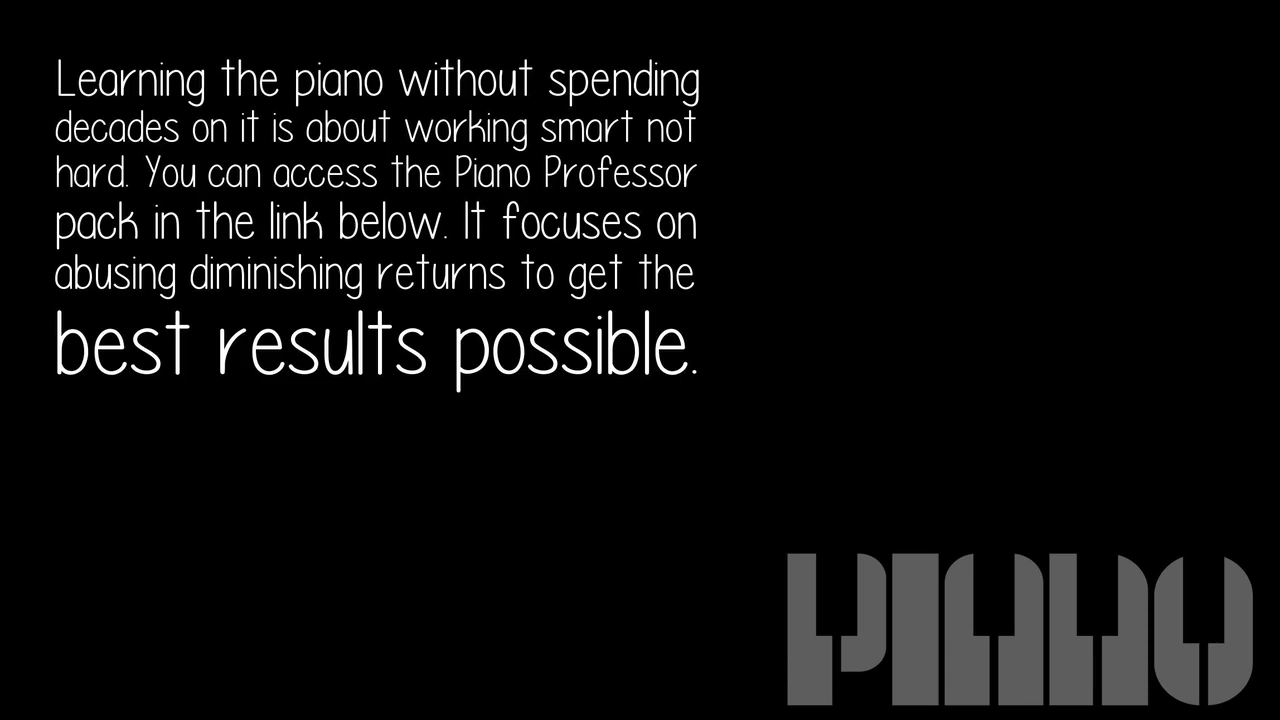 Learning the piano without spending
decades on it is about working smart not
hard. You can access the Piano Professor
pack in the link below. It focuses on
abusing diminishing returns to get the
best results possible.
PIANO